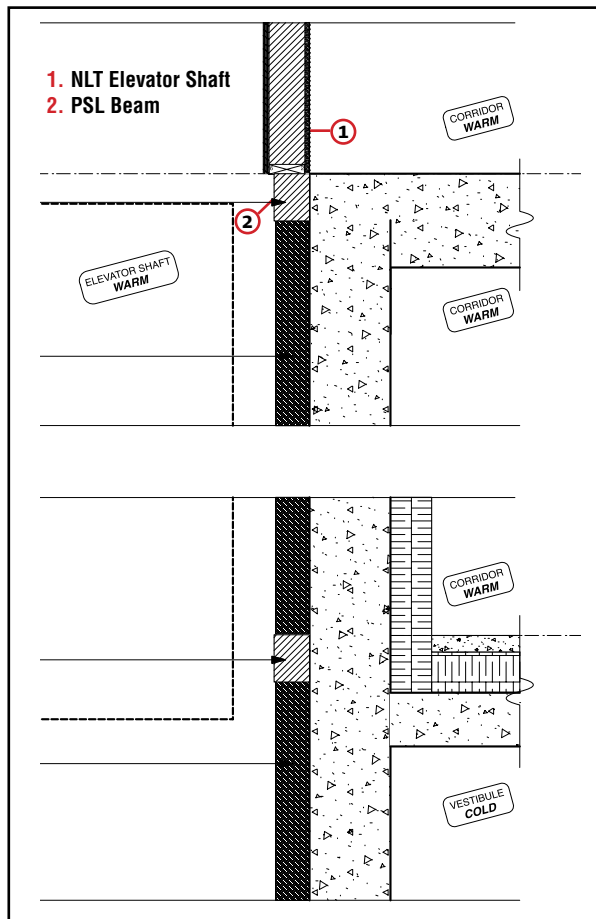 1. NLT Elevator Shaft
2. PSL Beam
1
CORRIDOR
WARM
2
ELEVATOR SHAFT
WARM
CORRIDOR
WARM
CORRIDOR
WARM
VESTIBULE
COLD